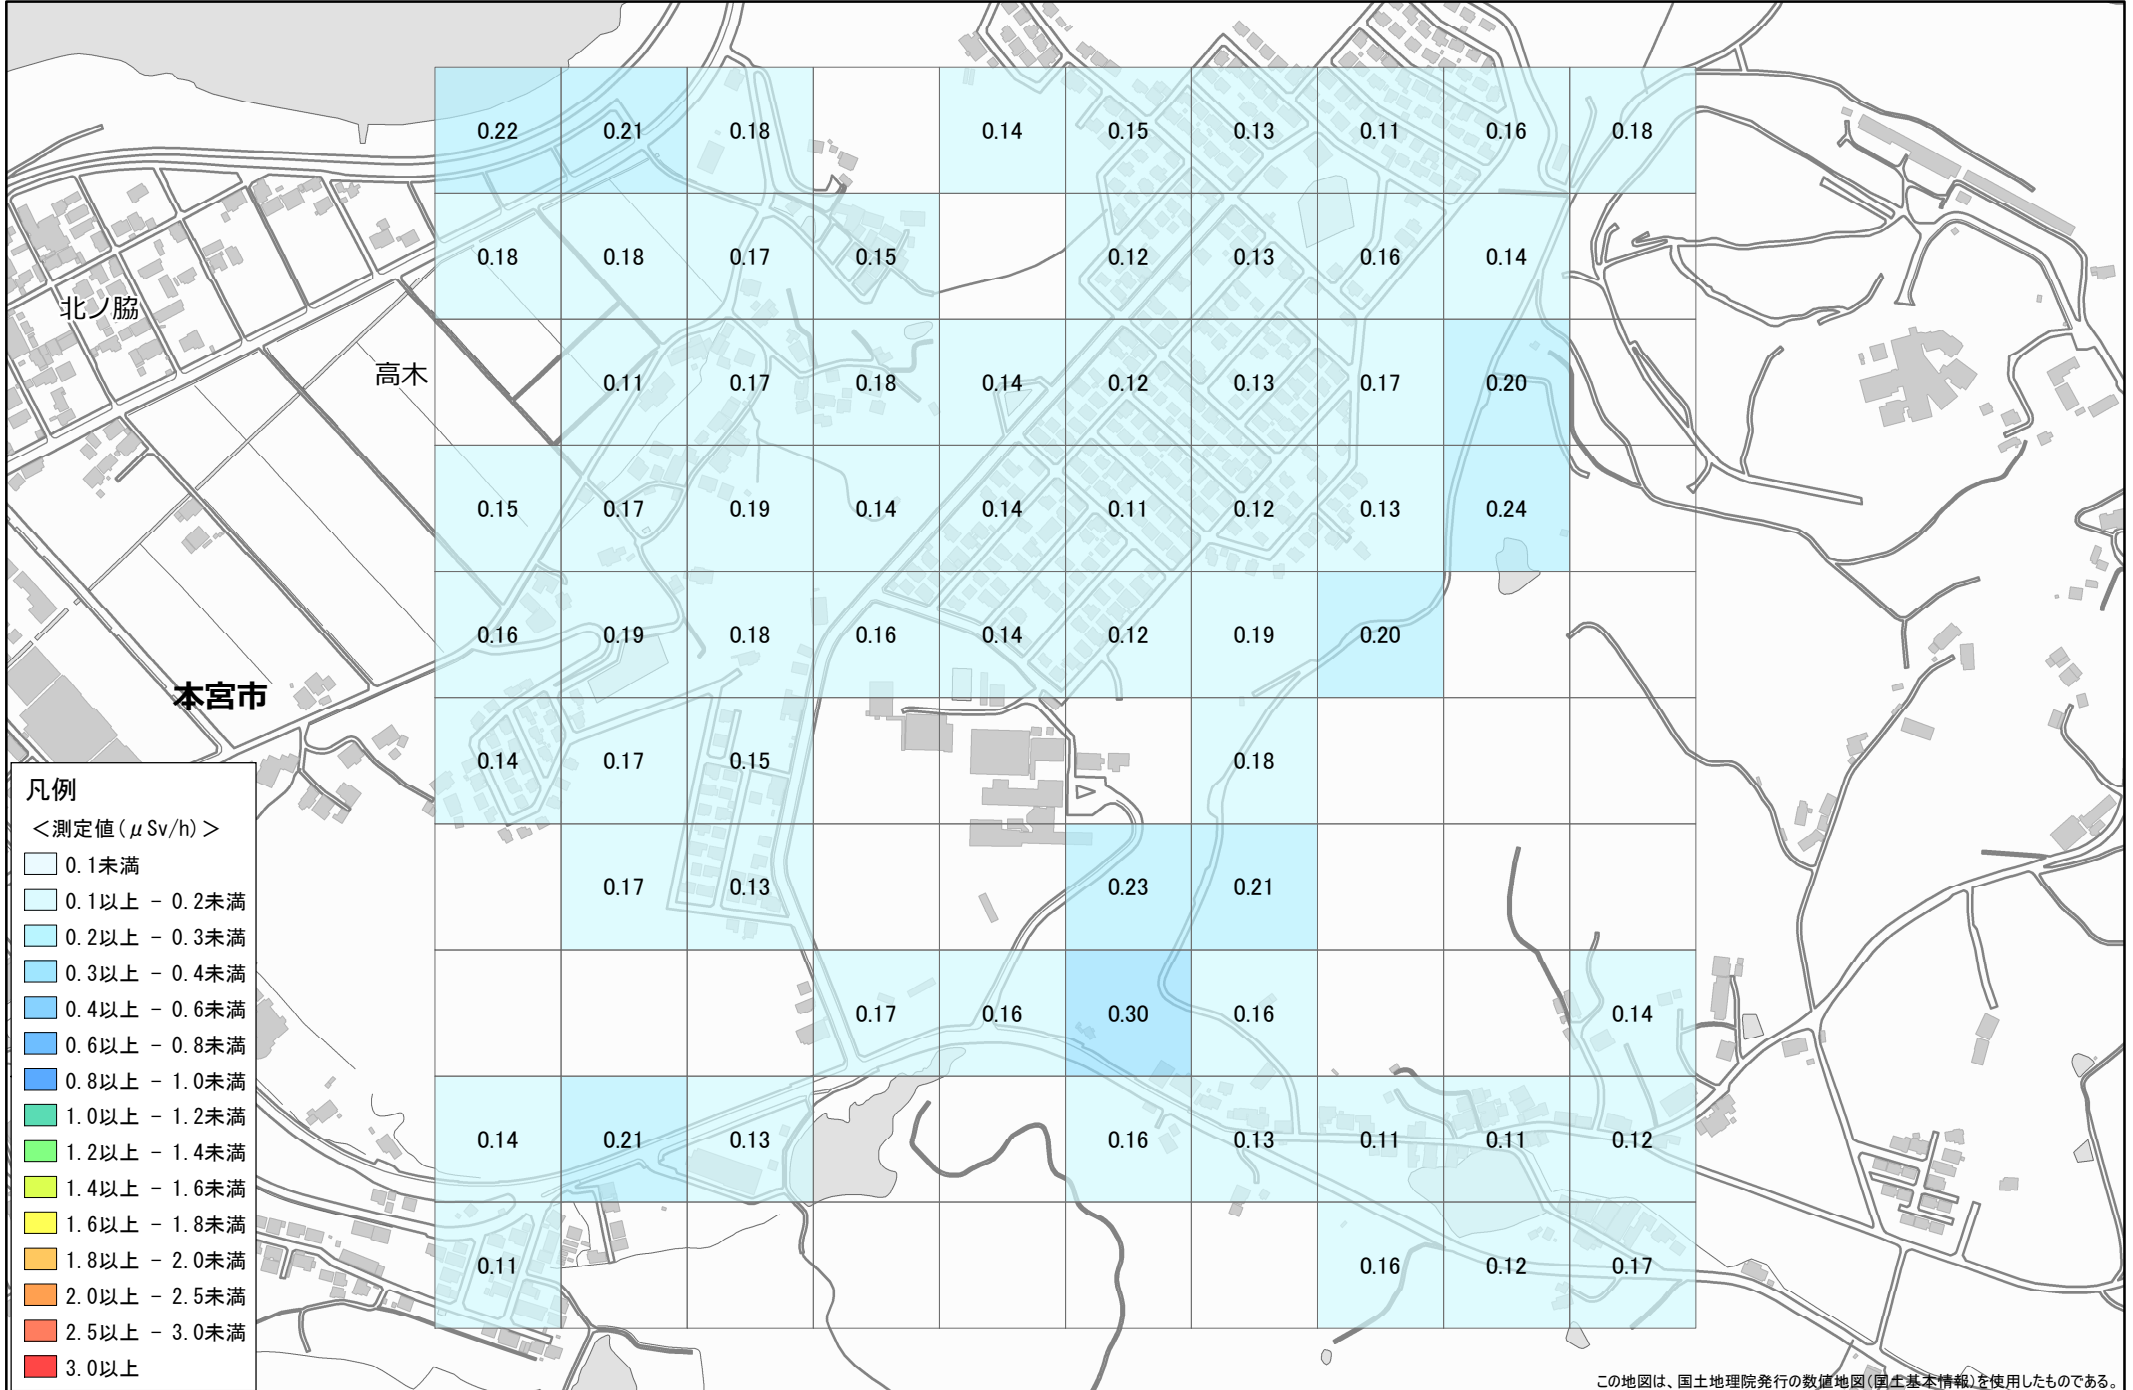 0.22 0.21 0.18 0.14 0.15 0.13 0.11 0.16 0.18
0.18 0.18 0.17 0.15 0.12 0.13 0.16 0.14
北ノ脇
高木
0.11 0.17 0.18 0.14 0.12 0.13 0.17 0.20
0.15 0.17 0.19 0.14 0.14 0.11 0.12 0.13 0.24
0.16 0.19 0.18 0.16 0.14 0.12 0.19 0.20
本宮市
0.14 0.17 0.15 0.18
0.17 0.13 0.23 0.21
0.17 0.16 0.30 0.16 0.14
0.14 0.21 0.13 0.16 0.13 0.11 0.11 0.12
0.11 0.16 0.12 0.17
凡例
＜測定値(μSv/h)＞
0.1未満
0.1以上 － 0.2未満
0.2以上 － 0.3未満
0.3以上 － 0.4未満
0.4以上 － 0.6未満
0.6以上 － 0.8未満
0.8以上 － 1.0未満
1.0以上 － 1.2未満
1.2以上 － 1.4未満
1.4以上 － 1.6未満
1.6以上 － 1.8未満
1.8以上 － 2.0未満
2.0以上 － 2.5未満
2.5以上 － 3.0未満
3.0以上
この地図は、国土地理院発行の数値地図(国土基本情報)を使用したものである。